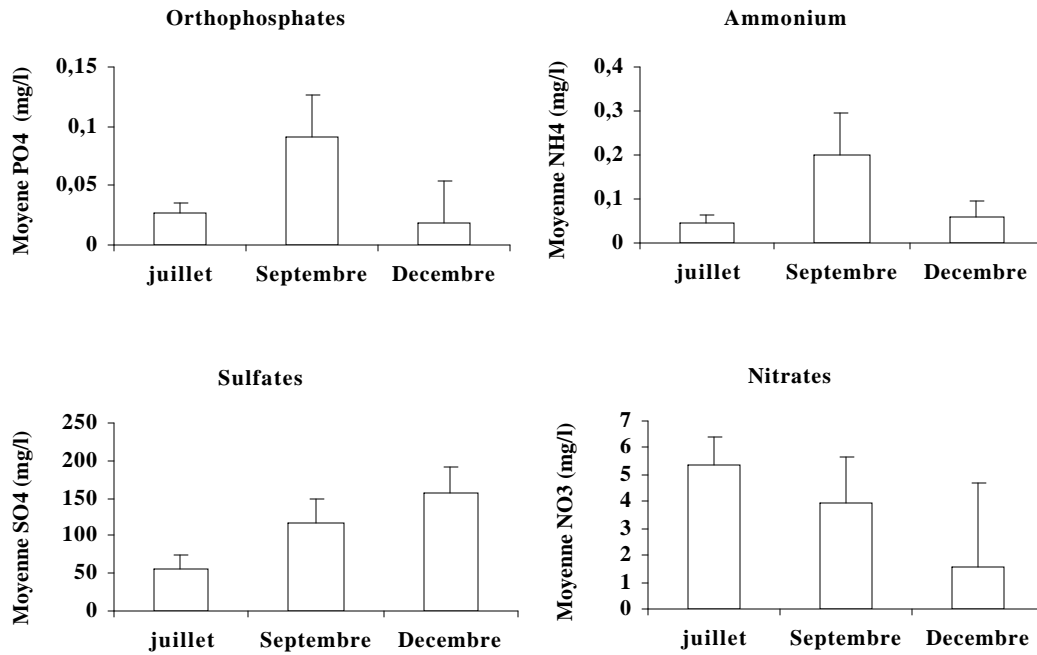 Orthophosphates
Moyene PO4 (mg/l)
0,15
0,1
0,05
0
juillet Septembre Decembre
Ammonium
Moyenne NH4 (mg/l)
0,4
0,3
0,2
0,1
0
juillet Septembre Decembre
Sulfates
Moyenne SO4 (mg/l)
250
200
150
100
50
0
juillet Septembre Decembre
Nitrates
Moyenne NO3 (mg/l)
7
6
5
4
3
2
1
0
juillet Septembre Decembre